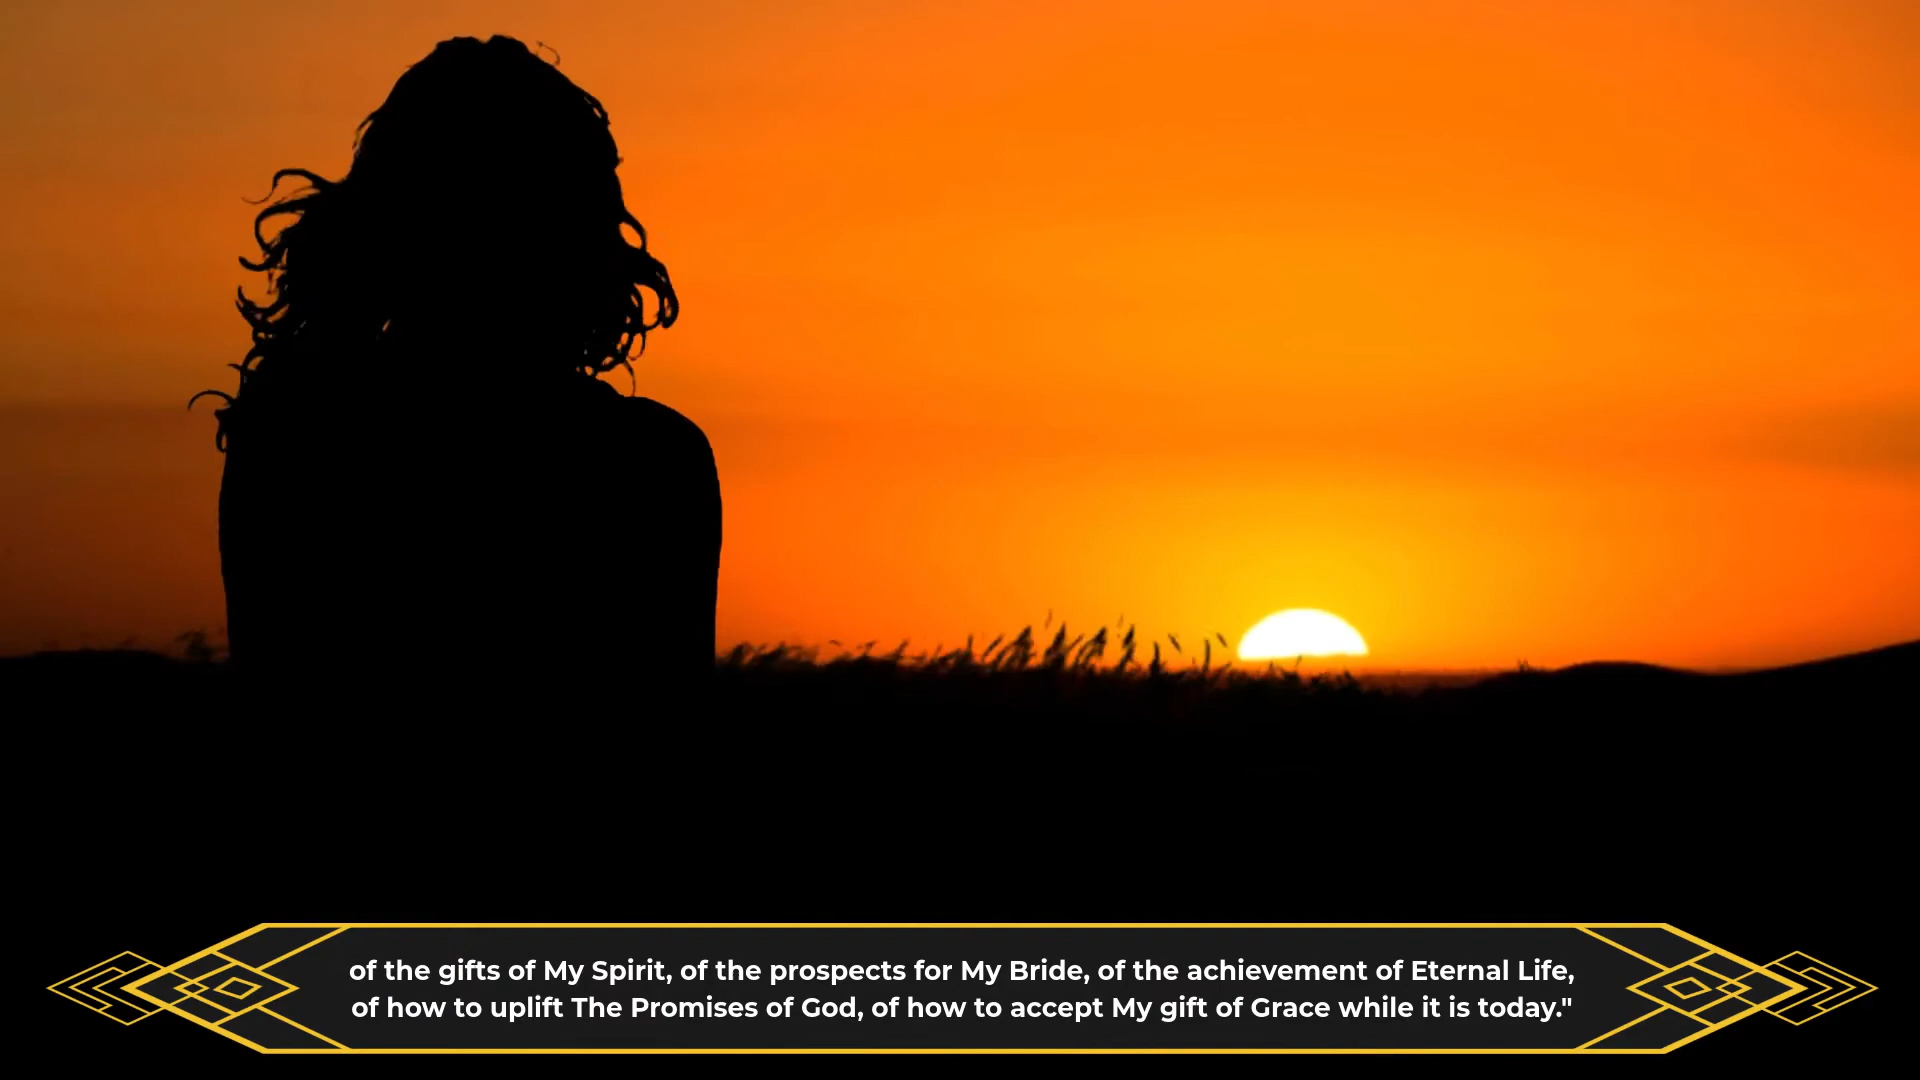 of the gifts of My Spirit, of the prospects for My Bride, of the achievement of Eternal Life,
of how to uplift The Promises of God, of how to accept My gift of Grace while it is today."